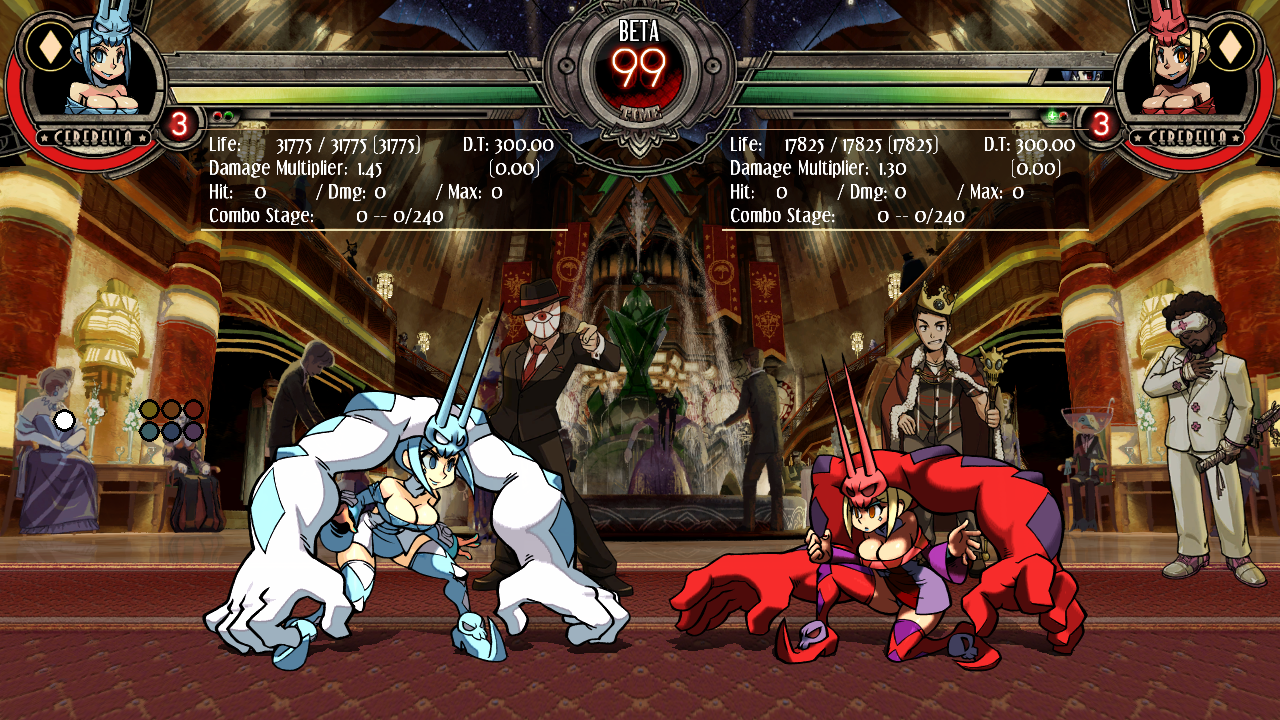 BETA
99
TIME
3
3
★ CEREBELLA ★
★ CEREBELLA ★
Life: 31775 / 31775 (31775) D.T: 300.00
Damage Multiplier: 1.45 (0.00)
Hit: 0 / Dmg: 0 / Max: 0
Combo Stage: 0 -- 0/240
Life: 17825 / 17825 (17825) D.T: 300.00
Damage Multiplier: 1.30 (0.00)
Hit: 0 / Dmg: 0 / Max: 0
Combo Stage: 0 -- 0/240